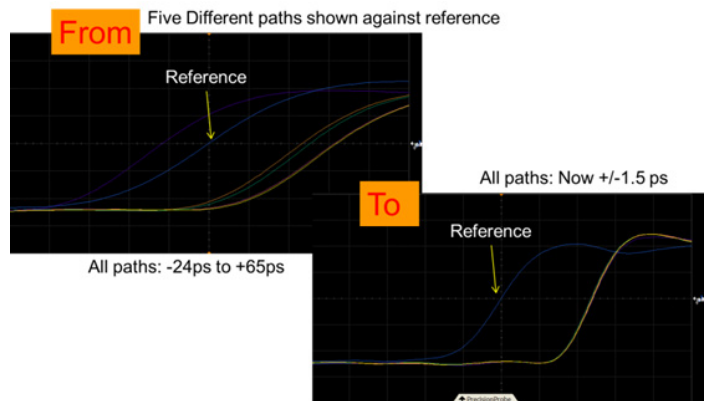 Five Different paths shown against reference
From
Reference
All paths: Now +/-1.5 ps
To
Reference
All paths: -24ps to +65ps
PrecisionProbe